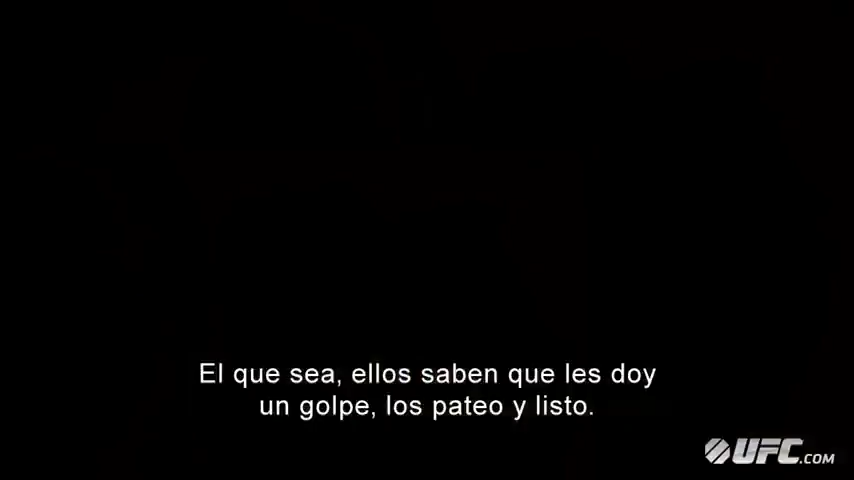 El que sea, ellos saben que les doy
un golpe, los pateo y listo.
UFC.COM